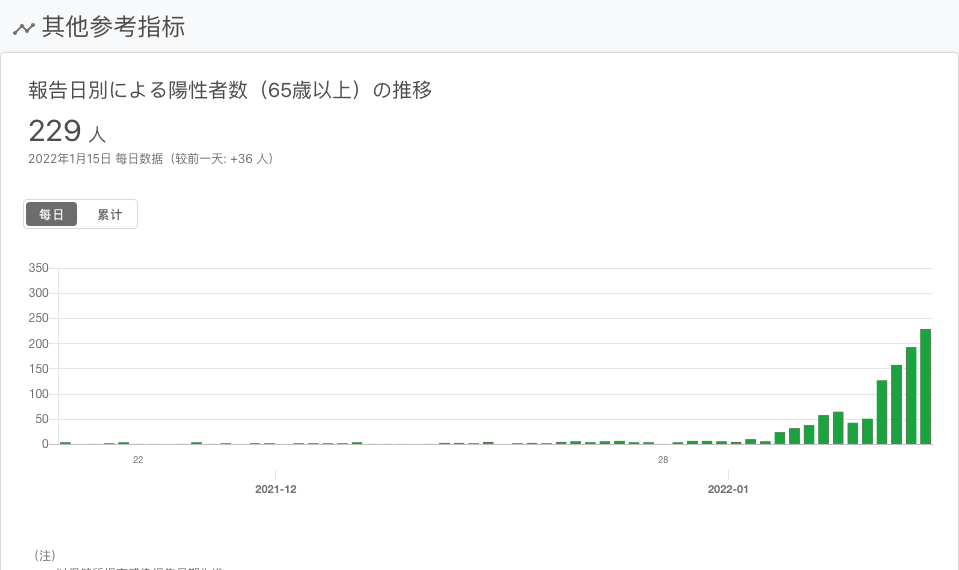 其他参考指标
報告日別による陽性者数（65歳以上）の推移
229 人
2022年1月15日 每日数据（较前一天: +36 人）
每日 累计
350
300
250
200
150
100
50
0
22 28
2021-12 2022-01
（注）